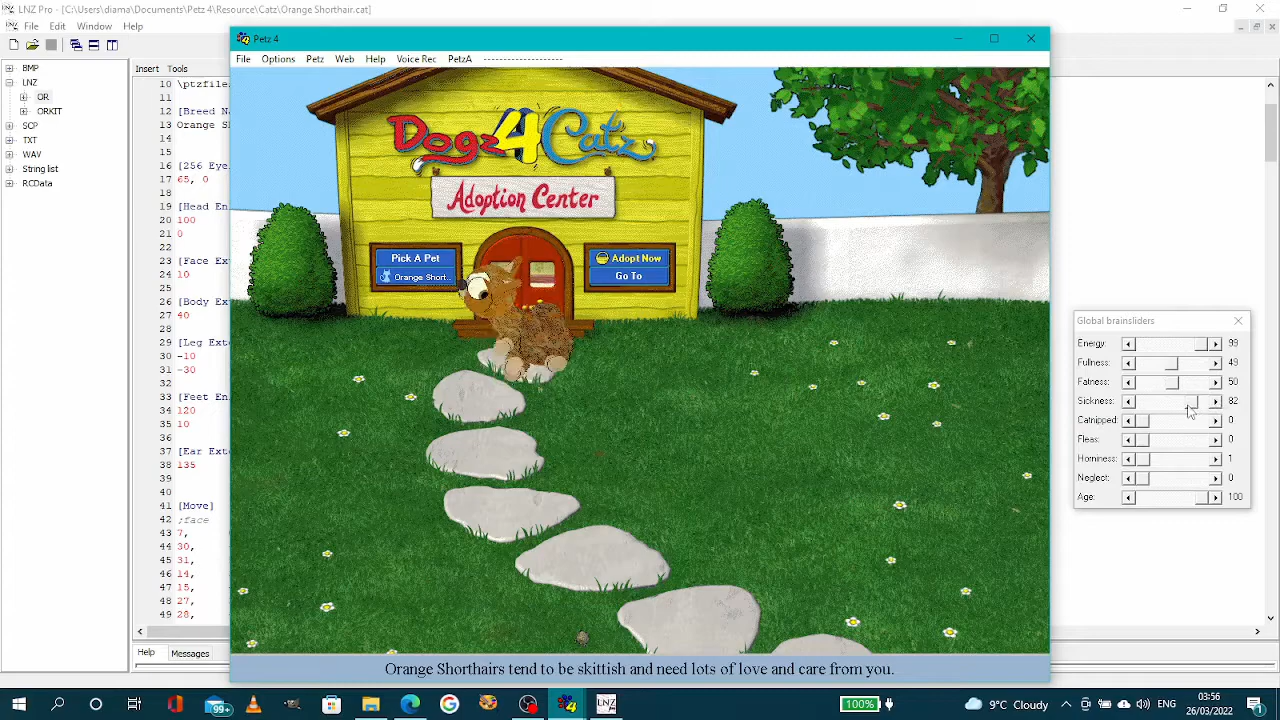 LNZ Pro - [C:\Users\diama\Documents\Petz 4\Resource\Catz\Orange Shorthair.cat]
File Edit Window Help
BMP
LNZ
OR
ORKIT
SCP
TXT
WAV
String list
RCData
Insert Tools
10 \ptzfile
11
12 [Breed N
13 Orange S
14
15
16 [256 Eye
17 65, 0
18
19 [Head En
20 100
21 0
22
23 [Face E
24 10
25
26 [Body Ex
27 40
28
29 [Leg Ext
30 -10
31 -30
32
33 [Feet En
34 120
35 10
36
37 [Ear Ext
38 135
39
40
41 [Move]
42 ;face
43 7,
44 30,
45 31,
46 14,
47 15,
48 27,
49 28,
Help Messages
Petz 4
File Options Petz Web Help Voice Rec PetzA -------------------
Dogz 4 Catz
Adoption Center
Pick A Pet
Orange Short..
Adopt Now
Go To
Orange Shorthairs tend to be skittish and need lots of love and care from you.
Global brainsliders
Energy: 99
Fullness: 49
Fatness: 50
Sickness: 82
Catnipped: 0
Fleas: 0
Horniness: 1
Neglect: 0
Age: 100
99+
LNZ
100%
9°C Cloudy
ENG
03:56
26/03/2022